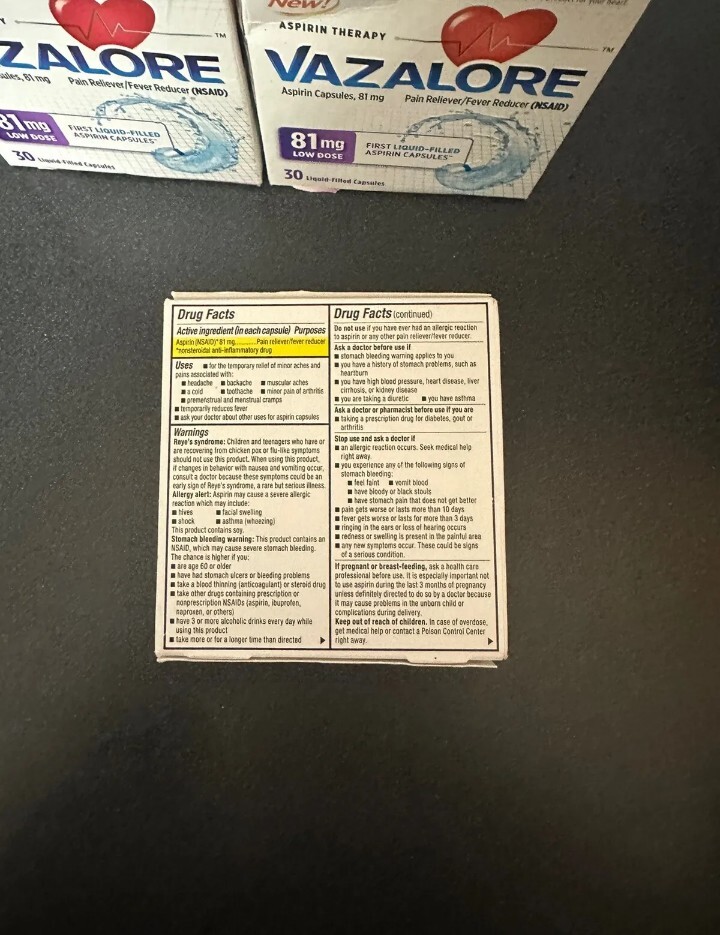 ZALORE
ules, 81 mg Pain Reliever/Fever Reducer (NSAID)
81mg
LOW DOSE
FIRST LIQUID-FILLED
ASPIRIN CAPSULES
30 Liquid-Filled Capsules
New!
ASPIRIN THERAPY
VAZALORE
Aspirin Capsules, 81 mg Pain Reliever/Fever Reducer (NSAID)
81mg
LOW DOSE
FIRST LIQUID-FILLED
ASPIRIN CAPSULES
30 Liquid-Filled Capsules
Drug Facts
Active ingredient (in each capsule) Purposes
Aspirin (NSAID)* 81 mg............Pain reliever/fever reducer
*nonsteroidal anti-inflammatory drug
Uses ■ for the temporary relief of minor aches and
pains associated with:
■ headache ■ backache ■ muscular aches
■ a cold ■ toothache ■ minor pain of arthritis
■ premenstrual and menstrual cramps
■ temporarily reduces fever
■ ask your doctor about other uses for aspirin capsules
Warnings
Reye's syndrome: Children and teenagers who have or
are recovering from chicken pox or flu-like symptoms
should not use this product. When using this product,
if changes in behavior with nausea and vomiting occur,
consult a doctor because these symptoms could be an
early sign of Reye's syndrome, a rare but serious illness.
Allergy alert: Aspirin may cause a severe allergic
reaction which may include:
■ hives ■ facial swelling
■ shock ■ asthma (wheezing)
This product contains soy.
Stomach bleeding warning: This product contains an
NSAID, which may cause severe stomach bleeding.
The chance is higher if you:
■ are age 60 or older
■ have had stomach ulcers or bleeding problems
■ take a blood thinning (anticoagulant) or steroid drug
■ take other drugs containing prescription or
nonprescription NSAIDs (aspirin, ibuprofen,
naproxen, or others)
■ have 3 or more alcoholic drinks every day while
using this product
■ take more or for a longer time than directed
Drug Facts (continued)
Do not use if you have ever had an allergic reaction
to aspirin or any other pain reliever/fever reducer.
Ask a doctor before use if
■ stomach bleeding warning applies to you
■ you have a history of stomach problems, such as
heartburn
■ you have high blood pressure, heart disease, liver
cirrhosis, or kidney disease
■ you are taking a diuretic ■ you have asthma
Ask a doctor or pharmacist before use if you are
■ taking a prescription drug for diabetes, gout or
arthritis
Stop use and ask a doctor if
■ an allergic reaction occurs. Seek medical help
right away.
■ you experience any of the following signs of
stomach bleeding:
■ feel faint ■ vomit blood
■ have bloody or black stools
■ have stomach pain that does not get better
■ pain gets worse or lasts more than 10 days
■ fever gets worse or lasts for more than 3 days
■ ringing in the ears or loss of hearing occurs
■ redness or swelling is present in the painful area
■ any new symptoms occur. These could be signs
of a serious condition.
If pregnant or breast-feeding, ask a health care
professional before use. It is especially important not
to use aspirin during the last 3 months of pregnancy
unless definitely directed to do so by a doctor because
it may cause problems in the unborn child or
complications during delivery.
Keep out of reach of children. In case of overdose,
get medical help or contact a Poison Control Center
right away.